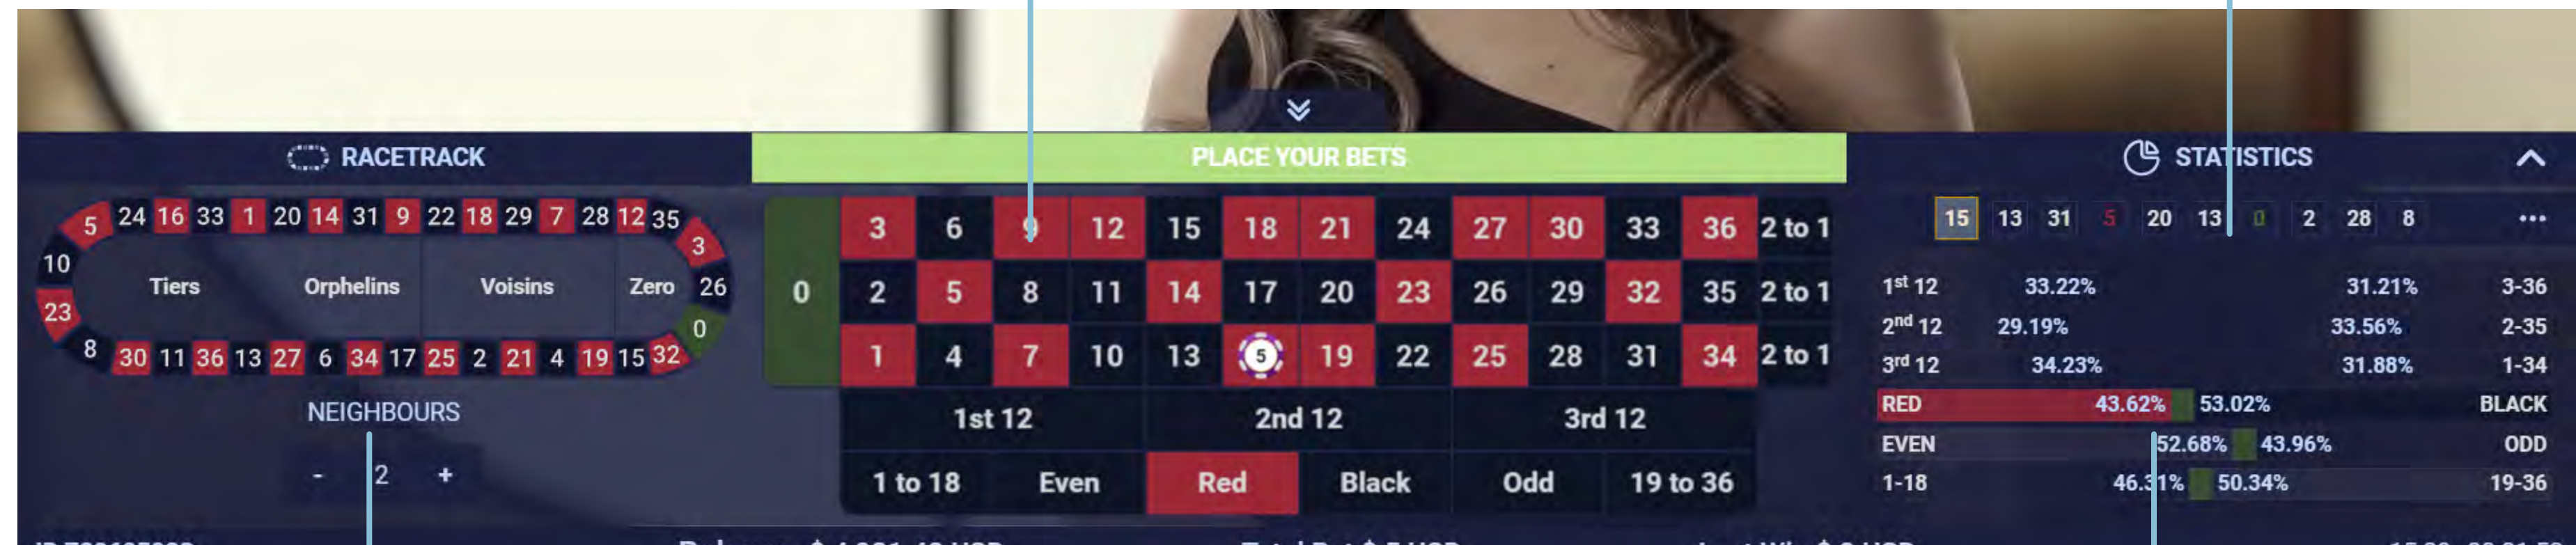 RACETRACK
PLACE YOUR BETS
STATISTICS
5 24 16 33 1 20 14 31 9 22 18 29 7 28 12 35 3
10 26
Tiers Orphelins Voisins Zero
23 0
8 30 11 36 13 27 6 34 17 25 2 21 4 19 15 32
NEIGHBOURS
- 2 +
0
3 6 9 12 15 18 21 24 27 30 33 36 2 to 1
2 5 8 11 14 17 20 23 26 29 32 35 2 to 1
1 4 7 10 13 5 19 22 25 28 31 34 2 to 1
1st 12 2nd 12 3rd 12
1 to 18 Even Red Black Odd 19 to 36
15 13 31 5 20 13 0 2 28 8 ...
1st 12 33.22% 31.21% 3-36
2nd 12 29.19% 33.56% 2-35
3rd 12 34.23% 31.88% 1-34
RED 43.62% 53.02% BLACK
EVEN 52.68% 43.96% ODD
1-18 46.31% 50.34% 19-36